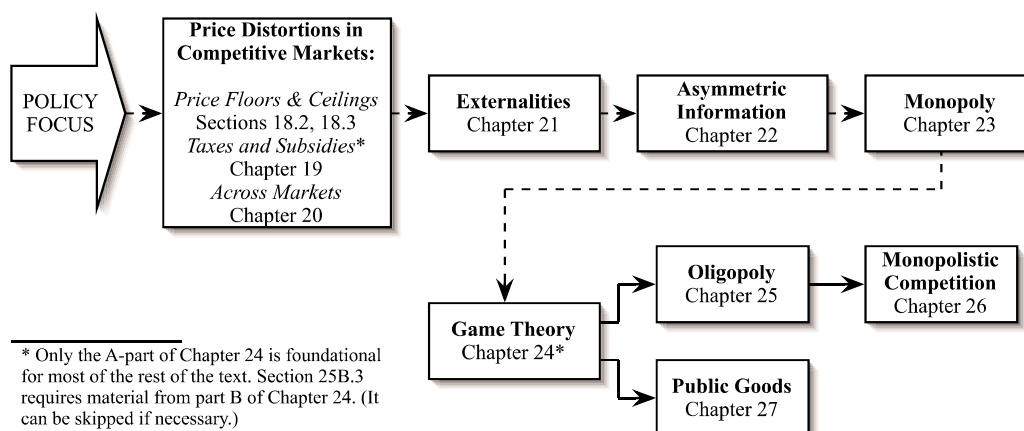 POLICY
FOCUS
Price Distortions in
Competitive Markets:
Price Floors & Ceilings
Sections 18.2, 18.3
Taxes and Subsidies*
Chapter 19
Across Markets
Chapter 20
Externalities
Chapter 21
Asymmetric
Information
Chapter 22
Monopoly
Chapter 23
Game Theory
Chapter 24*
Oligopoly
Chapter 25
Monopolistic
Competition
Chapter 26
Public Goods
Chapter 27
* Only the A-part of Chapter 24 is foundational
for most of the rest of the text. Section 25B.3
requires material from part B of Chapter 24. (It
can be skipped if necessary.)